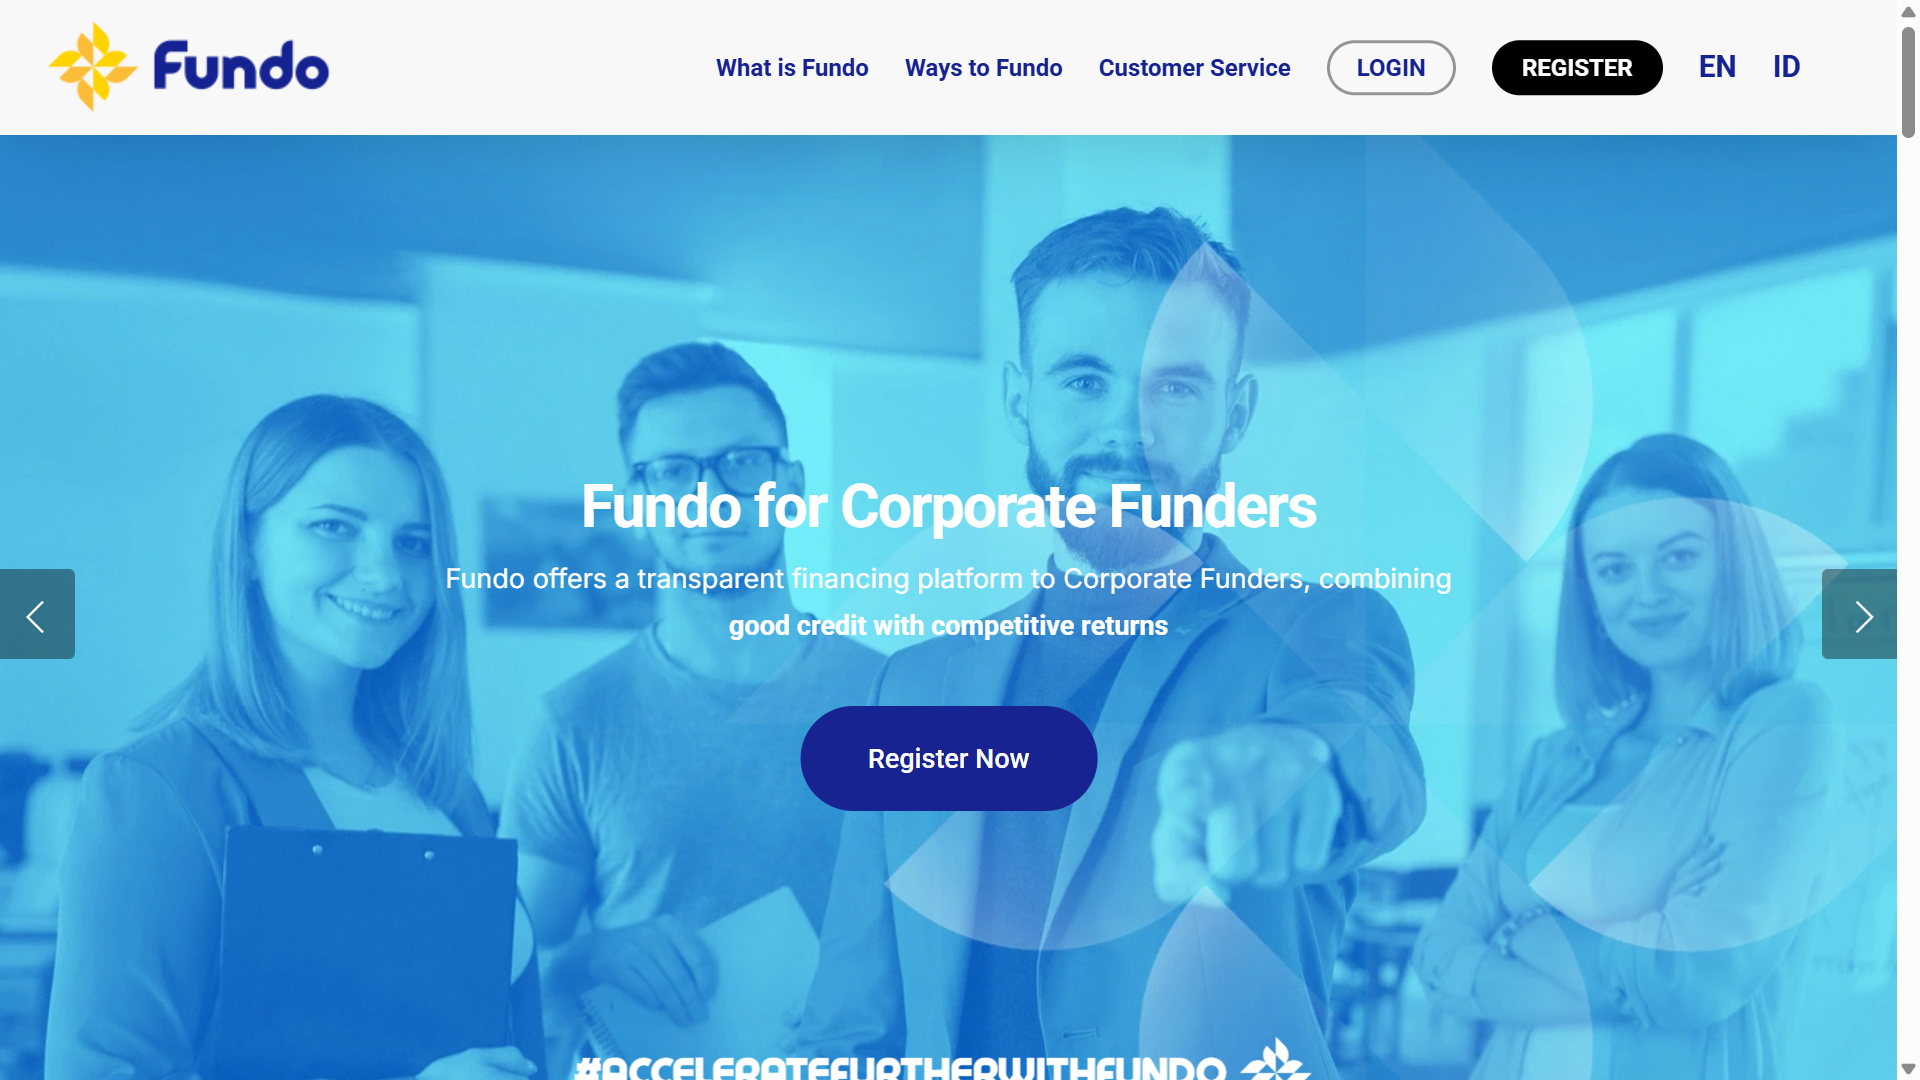 Fundo
What is Fundo
Ways to Fundo
Customer Service
LOGIN
REGISTER
EN
ID
Fundo for Corporate Funders
Fundo offers a transparent financing platform to Corporate Funders, combining
good credit with competitive returns
Register Now
#ACCELERATEFURTHERWITHFUNDO